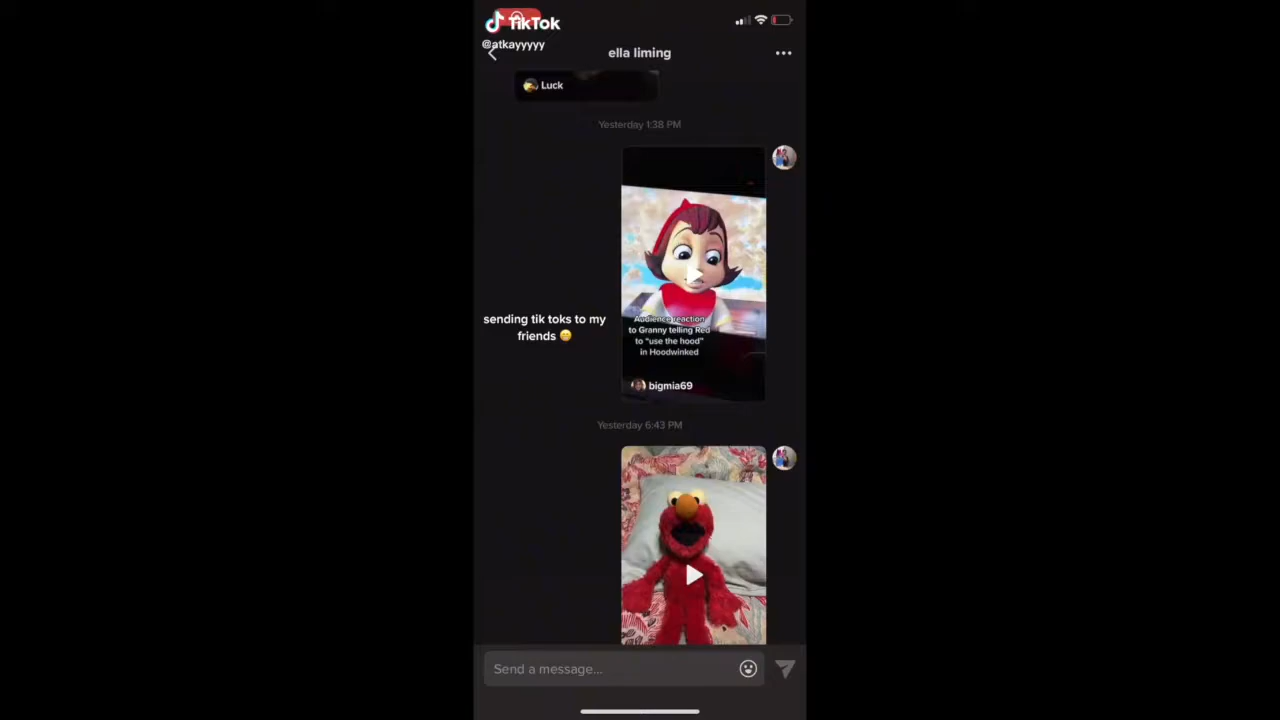 TikTok
@atkayyyyy
ella liming
Luck
Yesterday 1:38 PM
sending tik toks to my
friends 😁
Audience reaction
to Granny telling Red
to “use the hood”
in Hoodwinked
bigmia69
Yesterday 6:43 PM
Send a message...